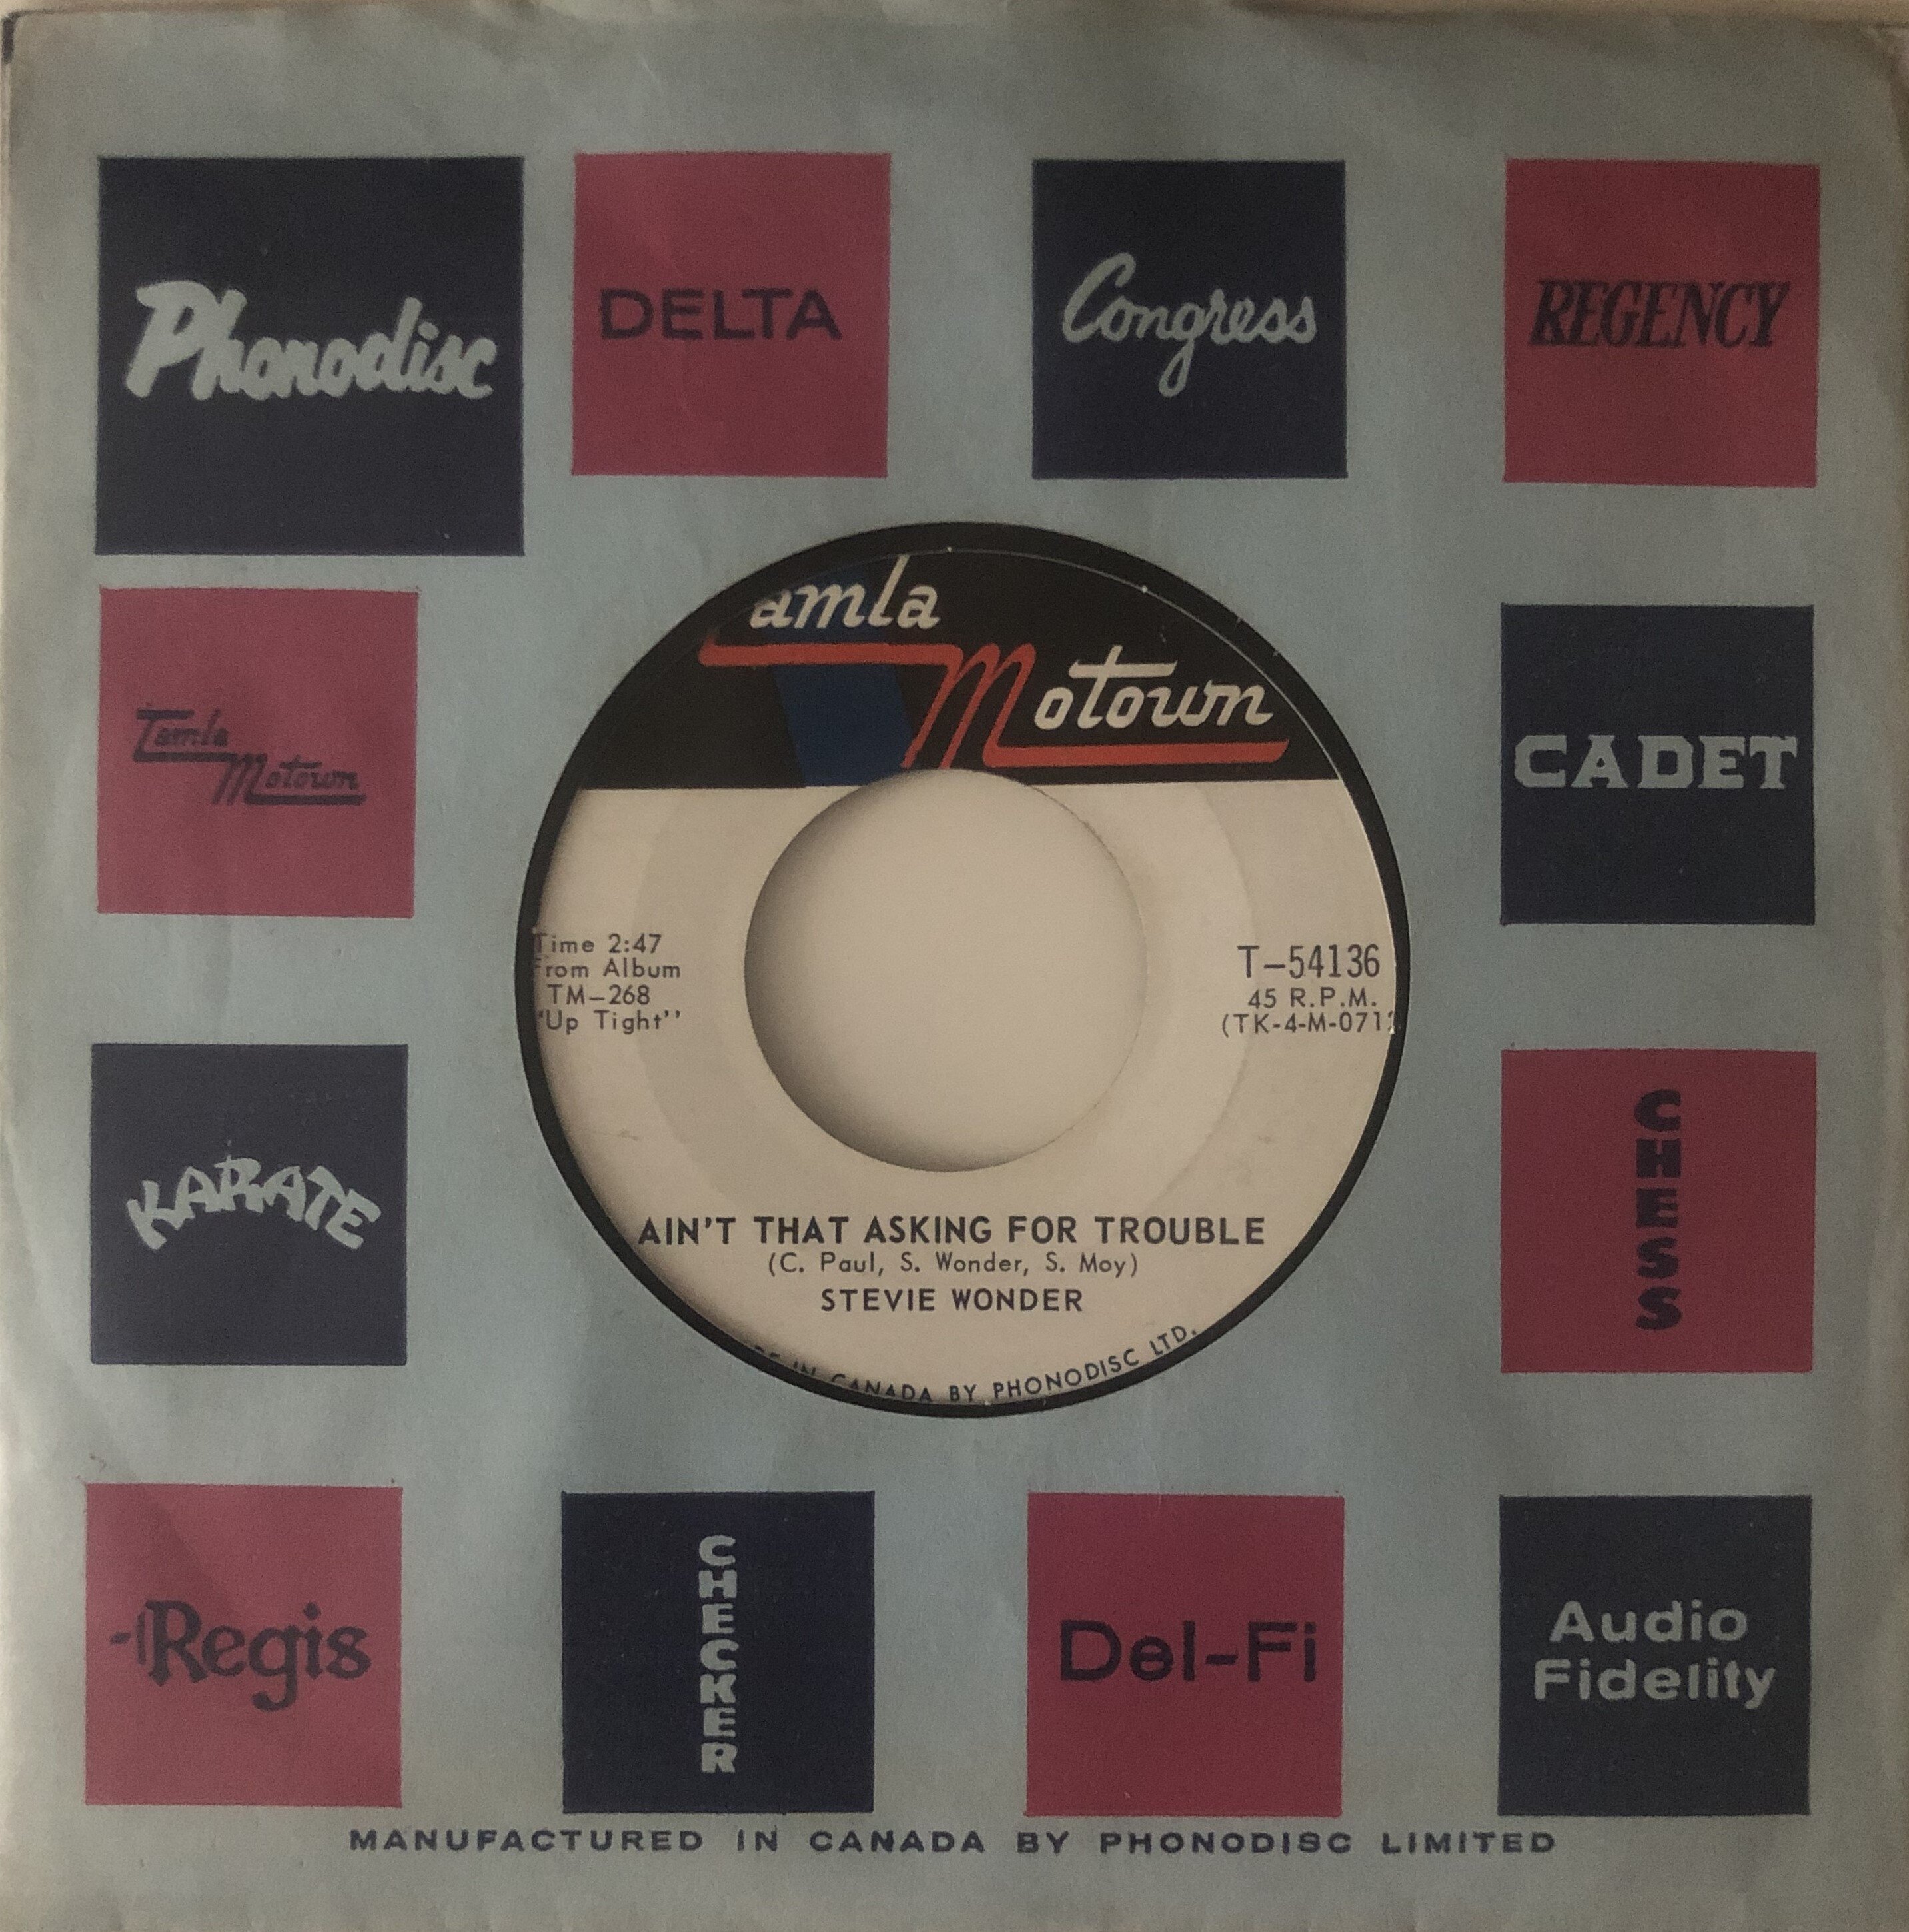 Phonodisc
DELTA
Congress
REGENCY
Tamla
Motown
CADET
KARATE
CHESS
amla
Motown
Time 2:47
From Album
TM-268
"Up Tight''
T-54136
45 R.P.M.
(TK-4-M-071
AIN'T THAT ASKING FOR TROUBLE
(C. Paul, S. Wonder, S. Moy)
STEVIE WONDER
IN CANADA BY PHONODISC LTD.
Regis
CHECKER
Del-Fi
Audio
Fidelity
MANUFACTURED IN CANADA BY PHONODISC LIMITED